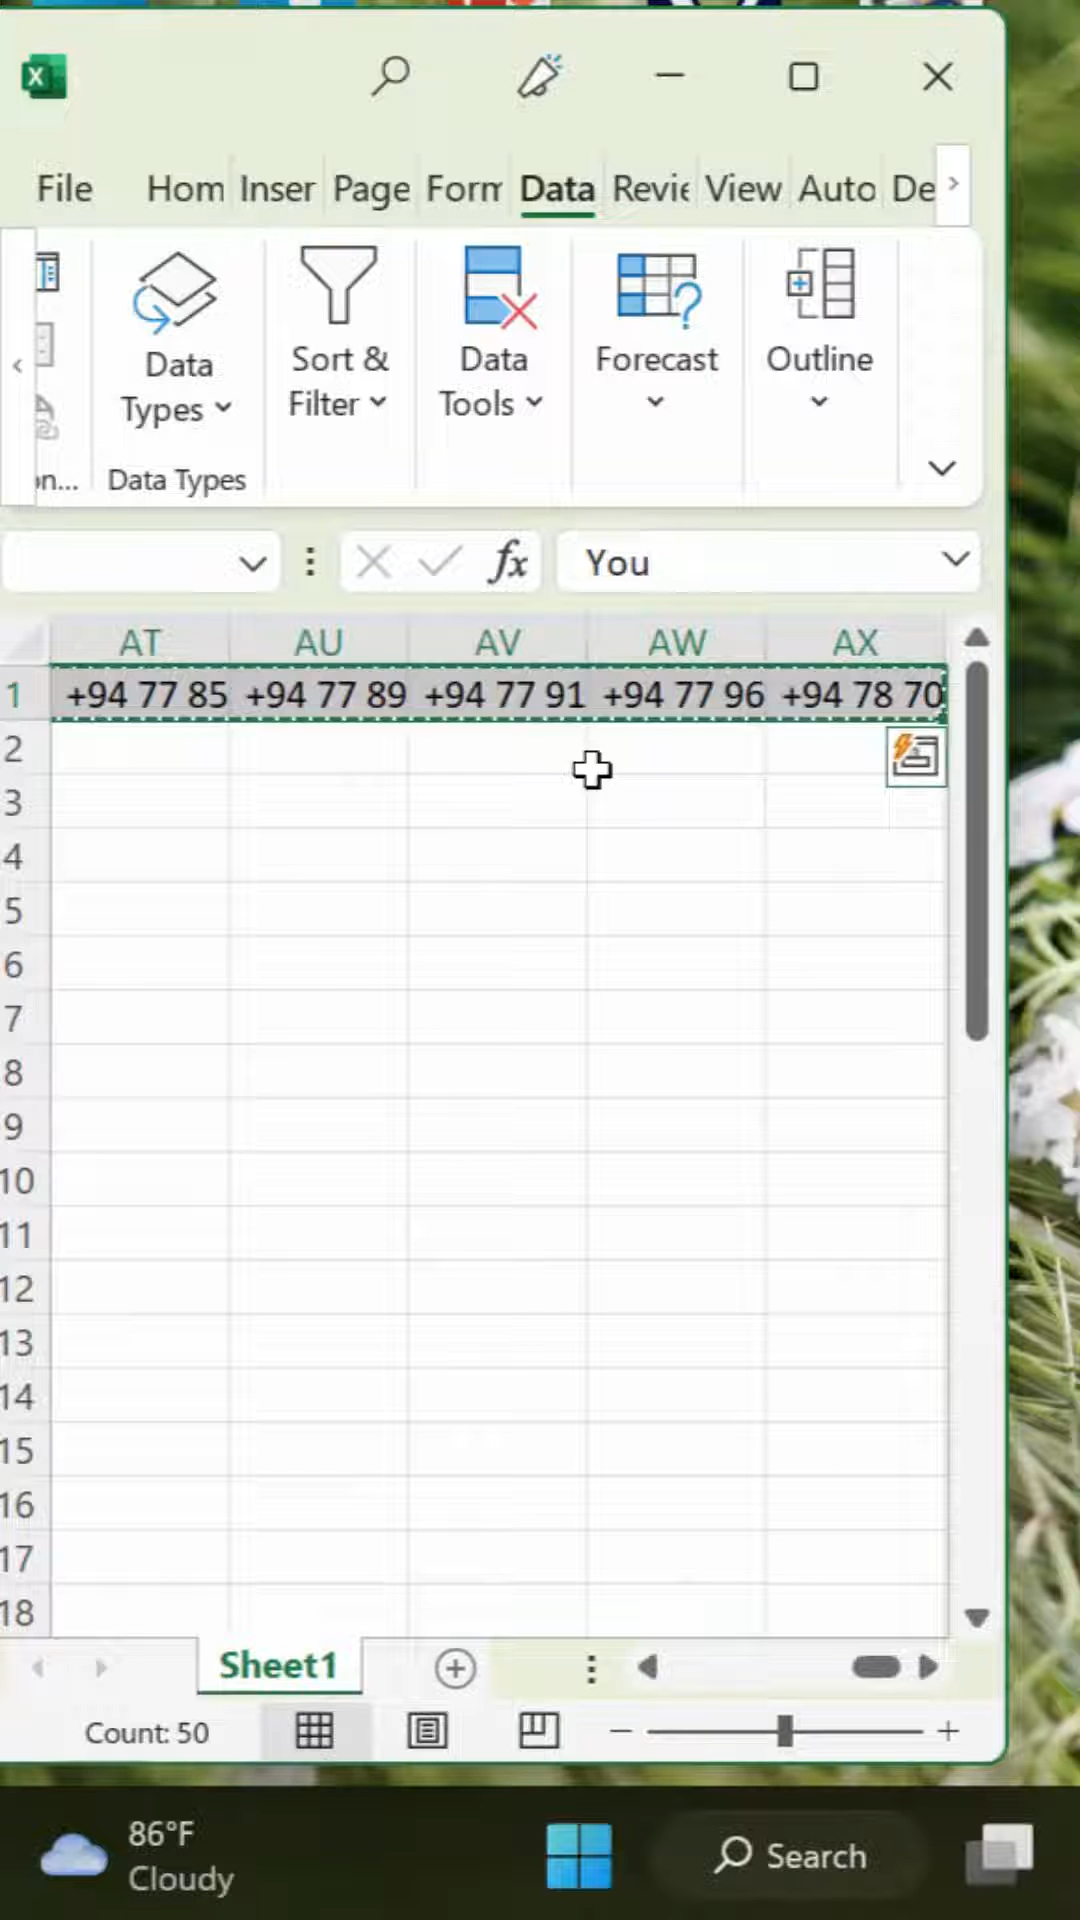 File Hom Inser Page Forn Data Revie View Auto De
Data Types
Sort & Filter
Data Tools
Forecast
Outline
on...
Data Types
fx You
AT AU AV AW AX
1 +94 77 85 +94 77 89 +94 77 91 +94 77 96 +94 78 70
2
3
4
5
6
7
8
9
10
11
12
13
14
15
16
17
18
Sheet1
Count: 50
86°F
Cloudy
Search